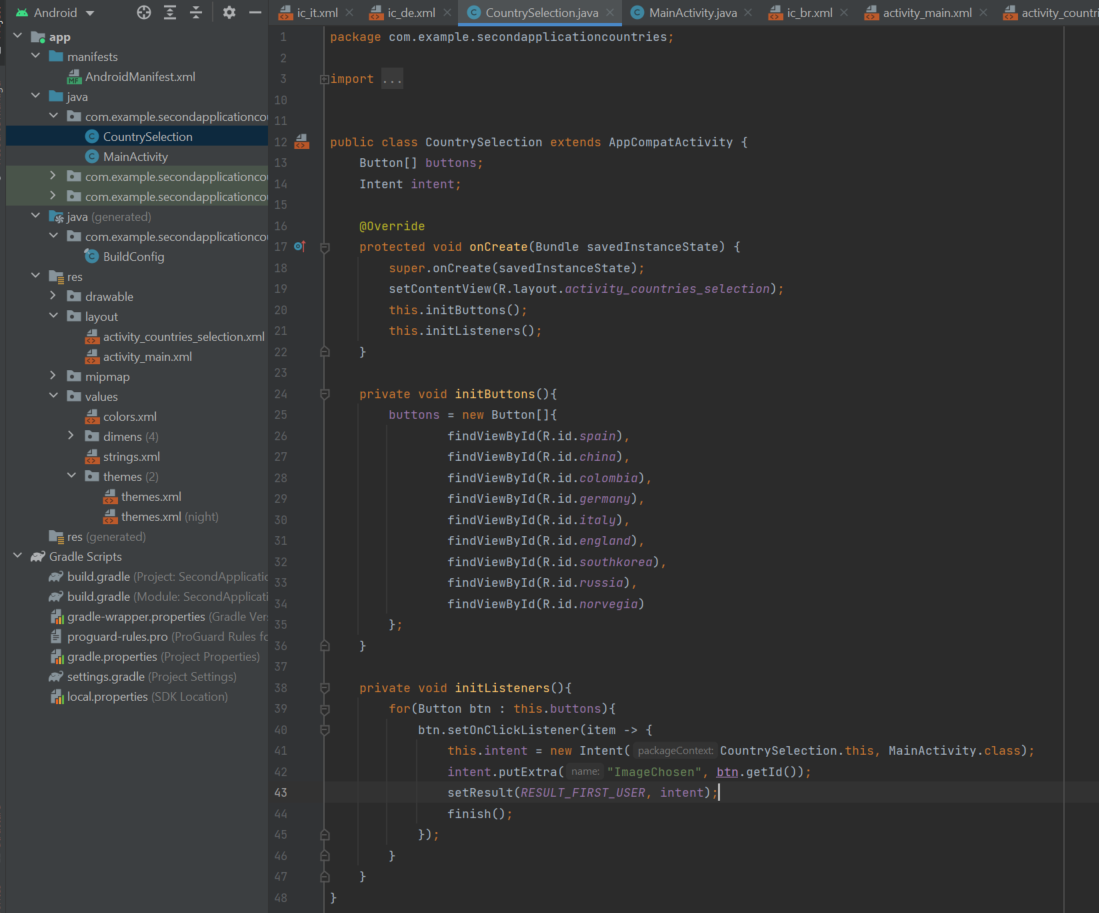 Android
ic_it.xml
ic_de.xml
CountrySelection.java
MainActivity.java
ic_br.xml
activity_main.xml
activity_countri
app
manifests
AndroidManifest.xml
java
com.example.secondapplicationcou
CountrySelection
MainActivity
com.example.secondapplicationcou
com.example.secondapplicationcou
java (generated)
com.example.secondapplicationcou
BuildConfig
res
drawable
layout
activity_countries_selection.xml
activity_main.xml
mipmap
values
colors.xml
dimens (4)
strings.xml
themes (2)
themes.xml
themes.xml (night)
res (generated)
Gradle Scripts
build.gradle (Project: SecondApplicatio
build.gradle (Module: SecondApplicati
gradle-wrapper.properties (Gradle Ver
proguard-rules.pro (ProGuard Rules fo
gradle.properties (Project Properties)
settings.gradle (Project Settings)
local.properties (SDK Location)
1 package com.example.secondapplicationcountries;
2
3 import ...
10
11
12 public class CountrySelection extends AppCompatActivity {
13 Button[] buttons;
14 Intent intent;
15
16 @Override
17 protected void onCreate(Bundle savedInstanceState) {
18 super.onCreate(savedInstanceState);
19 setContentView(R.layout.activity_countries_selection);
20 this.initButtons();
21 this.initListeners();
22 }
23
24 private void initButtons(){
25 buttons = new Button[]{
26 findViewById(R.id.spain),
27 findViewById(R.id.china),
28 findViewById(R.id.colombia),
29 findViewById(R.id.germany),
30 findViewById(R.id.italy),
31 findViewById(R.id.england),
32 findViewById(R.id.southkorea),
33 findViewById(R.id.russia),
34 findViewById(R.id.norvegia)
35 };
36 }
37
38 private void initListeners(){
39 for(Button btn : this.buttons){
40 btn.setOnClickListener(item -> {
41 this.intent = new Intent( packageContext: CountrySelection.this, MainActivity.class);
42 intent.putExtra( name: "ImageChosen", btn.getId());
43 setResult(RESULT_FIRST_USER, intent);
44 finish();
45 });
46 }
47 }
48 }